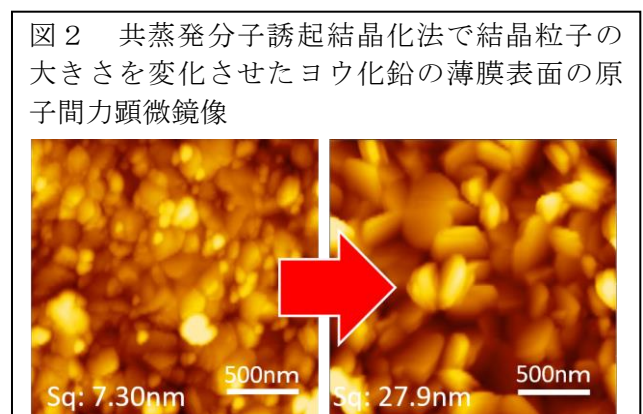 図２　共蒸発分子誘起結晶化法で結晶粒子の
大きさを変化させたヨウ化鉛の薄膜表面の原
子間力顕微鏡像
500nm
Sq: 7.30nm
500nm
Sq: 27.9nm